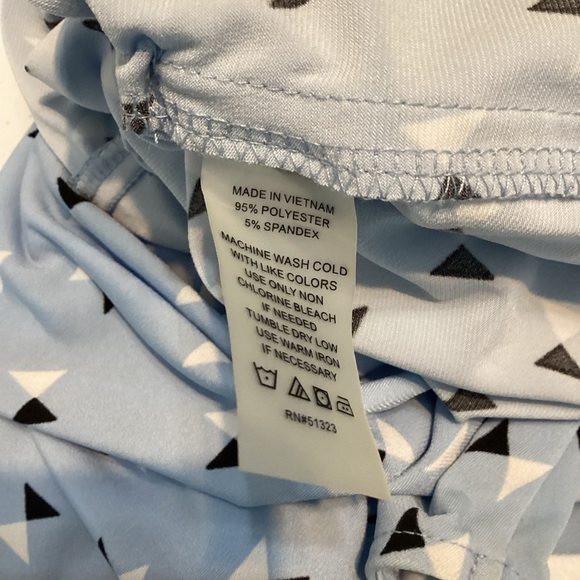 MADE IN VIETNAM
95% POLYESTER
5% SPANDEX
MACHINE WASH COLD
WITH LIKE COLORS
USE ONLY NON
CHLORINE BLEACH
IF NEEDED
TUMBLE DRY LOW
USE WARM IRON
IF NECESSARY
RN#51323